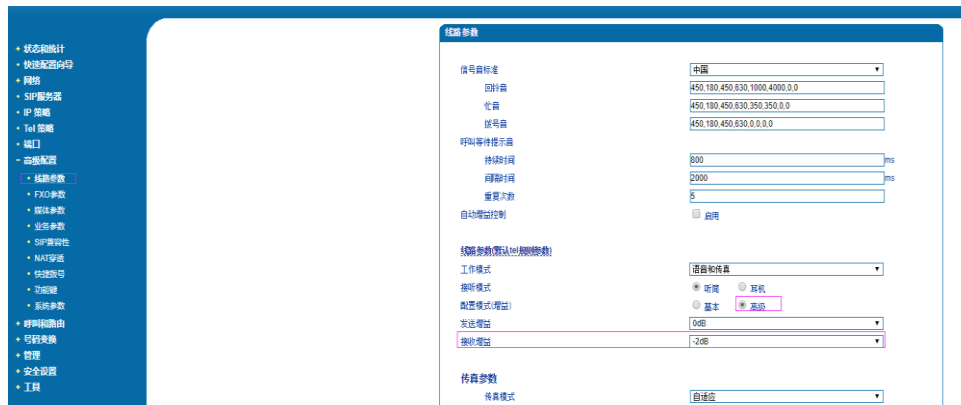 线路参数
+ 状态和统计
• 快速配置向导
+ 网络
• SIP服务器
• IP 策略
• Tel 策略
• 端口
- 高级配置
• 线路参数
• FXO参数
• 媒体参数
• 业务参数
• SIP兼容性
• NAT穿透
• 快捷拨号
• 功能键
• 系统参数
+ 呼叫和路由
+ 号码变换
+ 管理
+ 安全设置
+ 工具
信号音标准 中国
回铃音 450,180,450,630,1000,4000,0,0
忙音 450,180,450,630,350,350,0,0
拨号音 450,180,450,630,0,0,0,0
呼叫等待提示音
持续时间 800 ms
间隔时间 2000 ms
重复次数 5
自动增益控制 启用
线路参数(默认tel规则参数)
工作模式 语音和传真
接听模式 听筒 耳机
配置模式(增益) 基本 高级
发送增益 0dB
接收增益 -2dB
传真参数
传真模式 自适应